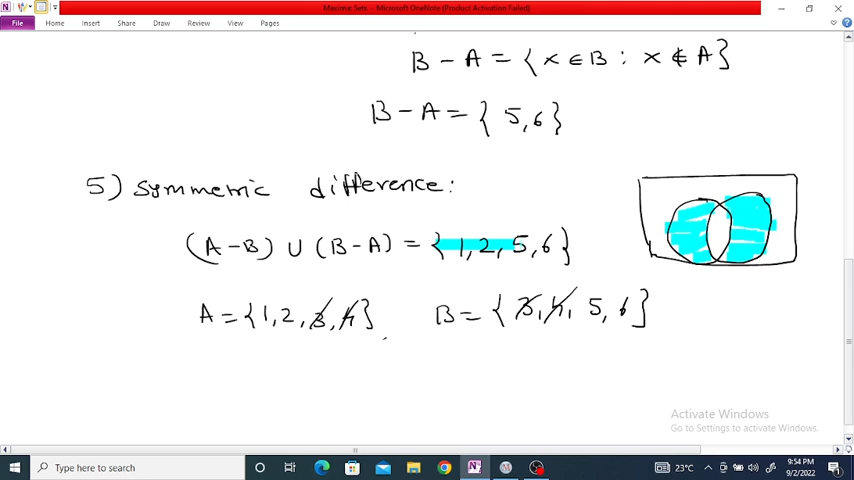 Maxima Sets - Microsoft OneNote (Product Activation Failed)
File Home Insert Share Draw Review View Pages
B - A = { x ∈ B : x ∉ A }
B - A = { 5, 6 }
5) symmetric difference:
(A - B) ∪ (B - A) = { 1, 2, 5, 6 }
A = { 1, 2, 3, 4 } B = { 3, 4, 5, 6 }
Activate Windows
Go to Settings to activate Windows.
Type here to search
23°C
9:54 PM
9/2/2022